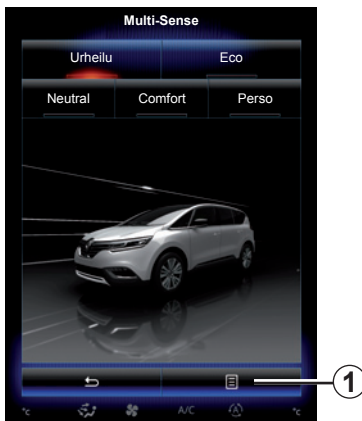 Multi-Sense
Urheilu Eco
Neutral Comfort Perso
1
°c A/C A °c